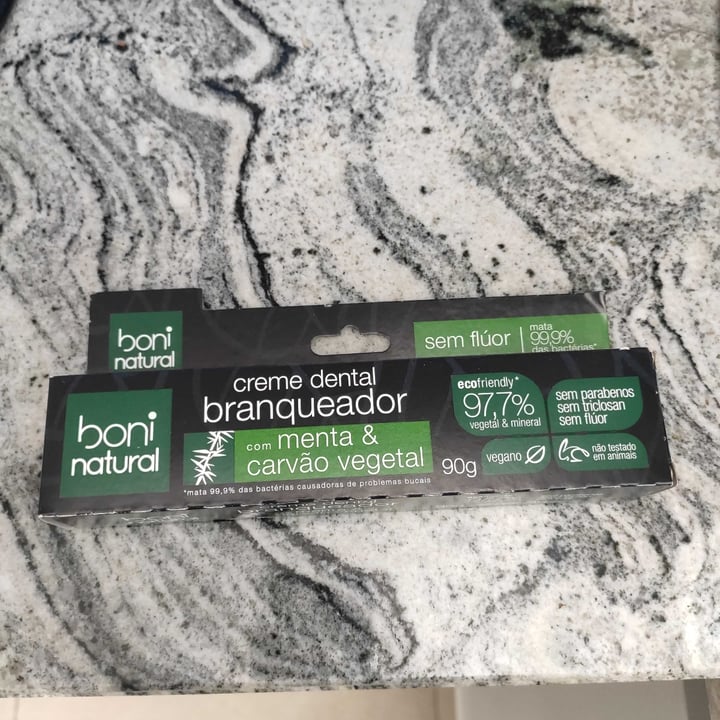 boni
natural
sem flúor
mata
99,9%
das bactérias*
boni
natural
creme dental
branqueador
com menta &
carvão vegetal
90g
*mata 99,9% das bactérias causadoras de problemas bucais
ecofriendly*
97,7%
vegetal & mineral
vegano
sem parabenos
sem triclosan
sem flúor
não testado
em animais